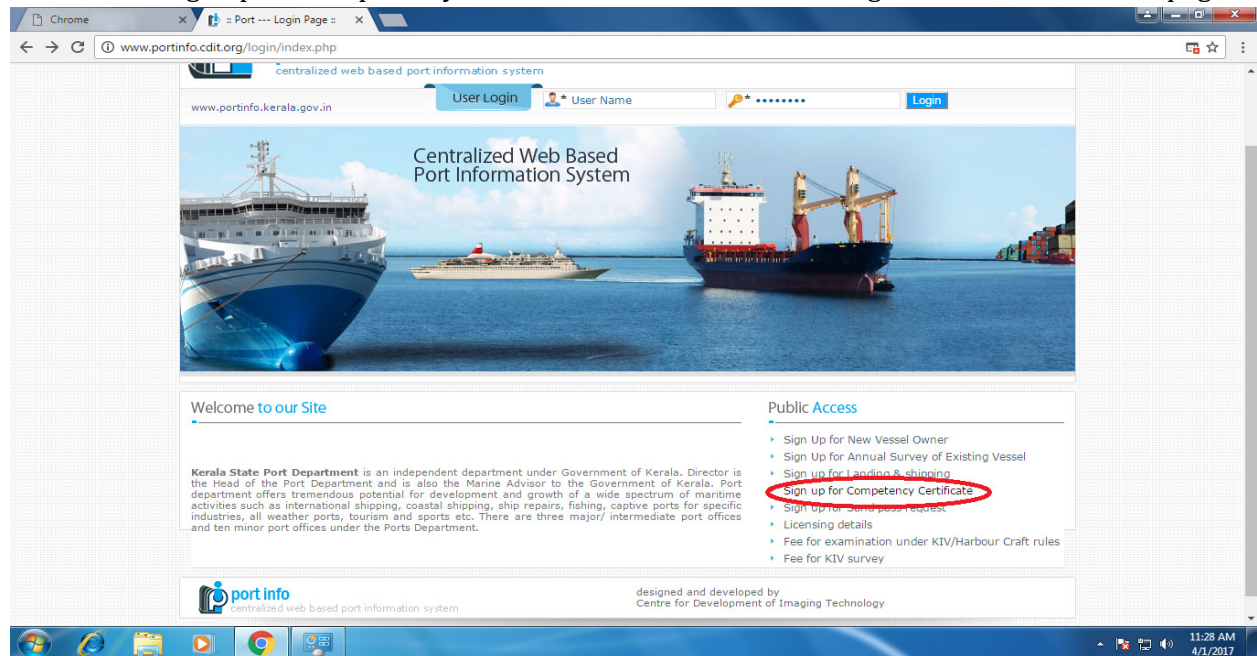 Chrome
:: Port --- Login Page ::
www.portinfo.cdit.org/login/index.php
centralized web based port information system
www.portinfo.kerala.gov.in
User Login
* User Name
* ••••••••
Login
Centralized Web Based
Port Information System
Welcome to our Site
Kerala State Port Department is an independent department under Government of Kerala. Director is
the Head of the Port Department and is also the Marine Advisor to the Government of Kerala. Port
department offers tremendous potential for development and growth of a wide spectrum of maritime
activities such as international shipping, coastal shipping, ship repairs, fishing, captive ports for specific
industries, all weather ports, tourism and sports etc. There are three major/ intermediate port offices
and ten minor port offices under the Ports Department.
Public Access
Sign Up for New Vessel Owner
Sign Up for Annual Survey of Existing Vessel
Sign up for Landing & shipping
Sign up for Competency Certificate
Sign up for Sand pass request
Licensing details
Fee for examination under KIV/Harbour Craft rules
Fee for KIV survey
port info
centralized web based port information system
designed and developed by
Centre for Development of Imaging Technology
11:28 AM
4/1/2017